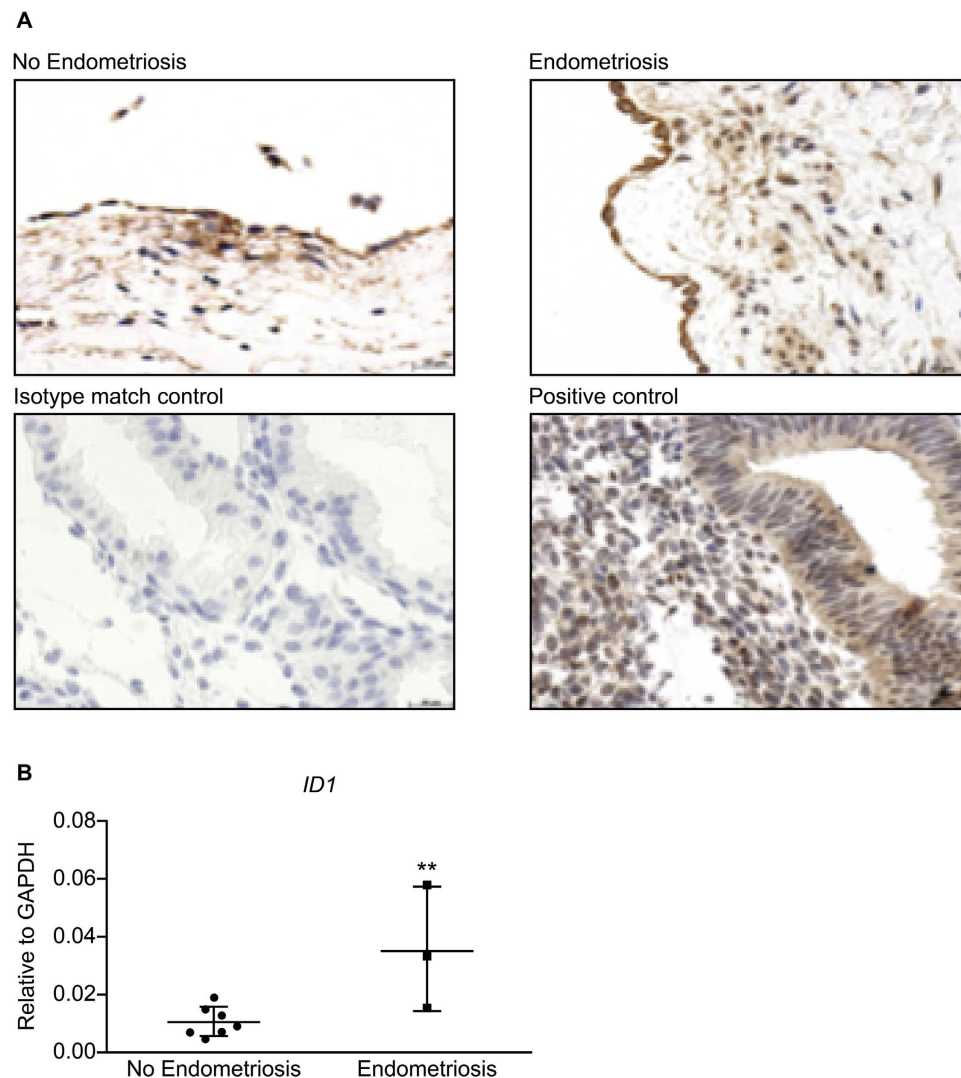 A
No Endometriosis
Endometriosis
Isotype match control
Positive control
B
ID1
**
Relative to GAPDH
0.08
0.06
0.04
0.02
0.00
No Endometriosis
Endometriosis